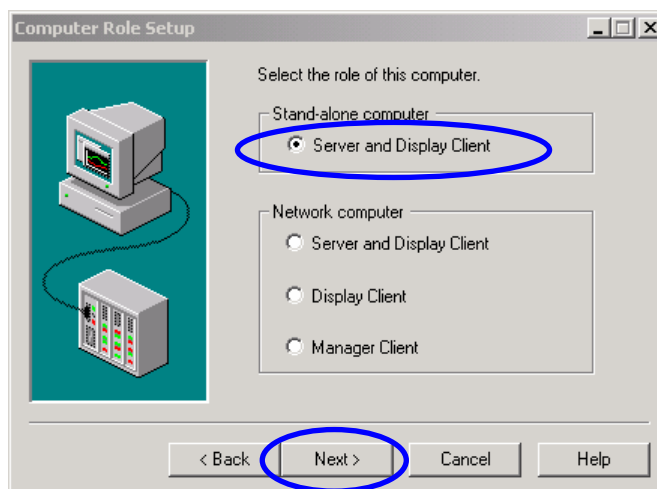 Computer Role Setup
Select the role of this computer.
Stand-alone computer
Server and Display Client
Network computer
Server and Display Client
Display Client
Manager Client
< Back Next > Cancel Help